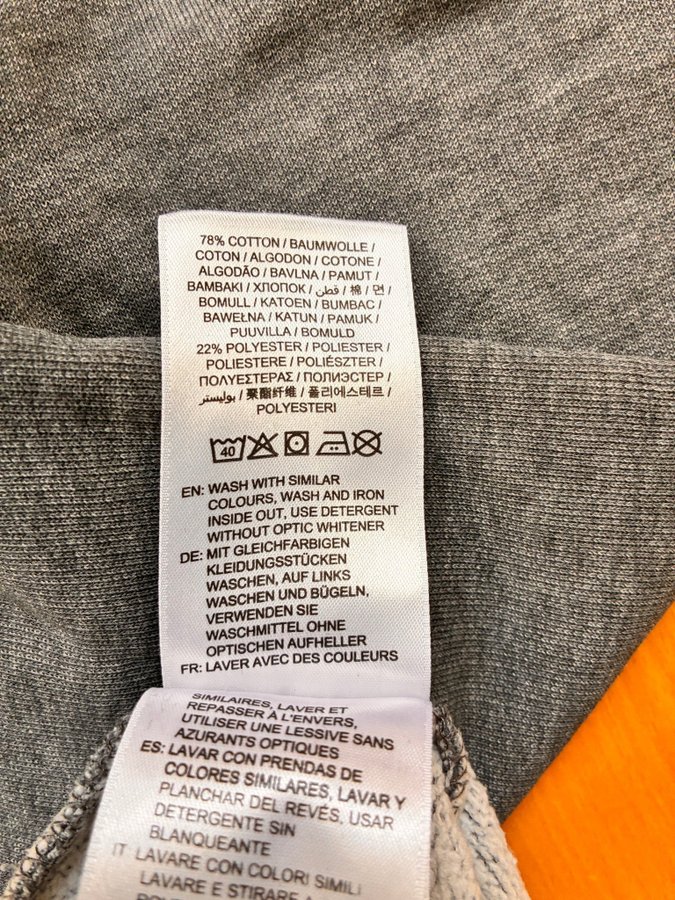 78% COTTON / BAUMWOLLE /
COTON / ALGODON / COTONE /
ALGODÃO / BAVLNA / PAMUT /
BAMBAKI / ХЛОПОК / قطن / 棉 / 면 /
BOMULL / KATOEN / BUMBAC /
BAWEŁNA / KATUN / PAMUK /
PUUVILLA / BOMULD
22% POLYESTER / POLIESTER /
POLIESTERE / POLIÉSZTER /
ΠΟΛΥΕΣΤΕΡΑΣ / ПОЛИЭСТЕР /
بوليستر / 聚酯纤维 / 폴리에스테르 /
POLYESTERI
40
EN: WASH WITH SIMILAR
COLOURS, WASH AND IRON
INSIDE OUT, USE DETERGENT
WITHOUT OPTIC WHITENER
DE: MIT GLEICHFARBIGEN
KLEIDUNGSSTÜCKEN
WASCHEN, AUF LINKS
WASCHEN UND BÜGELN,
VERWENDEN SIE
WASCHMITTEL OHNE
OPTISCHEN AUFHELLER
FR: LAVER AVEC DES COULEURS
SIMILAIRES, LAVER ET
REPASSER À L'ENVERS,
UTILISER UNE LESSIVE SANS
AZURANTS OPTIQUES
ES: LAVAR CON PRENDAS DE
COLORES SIMILARES, LAVAR Y
PLANCHAR DEL REVÉS, USAR
DETERGENTE SIN
BLANQUEANTE
IT LAVARE CON COLORI SIMILI
LAVARE E STIRARE A